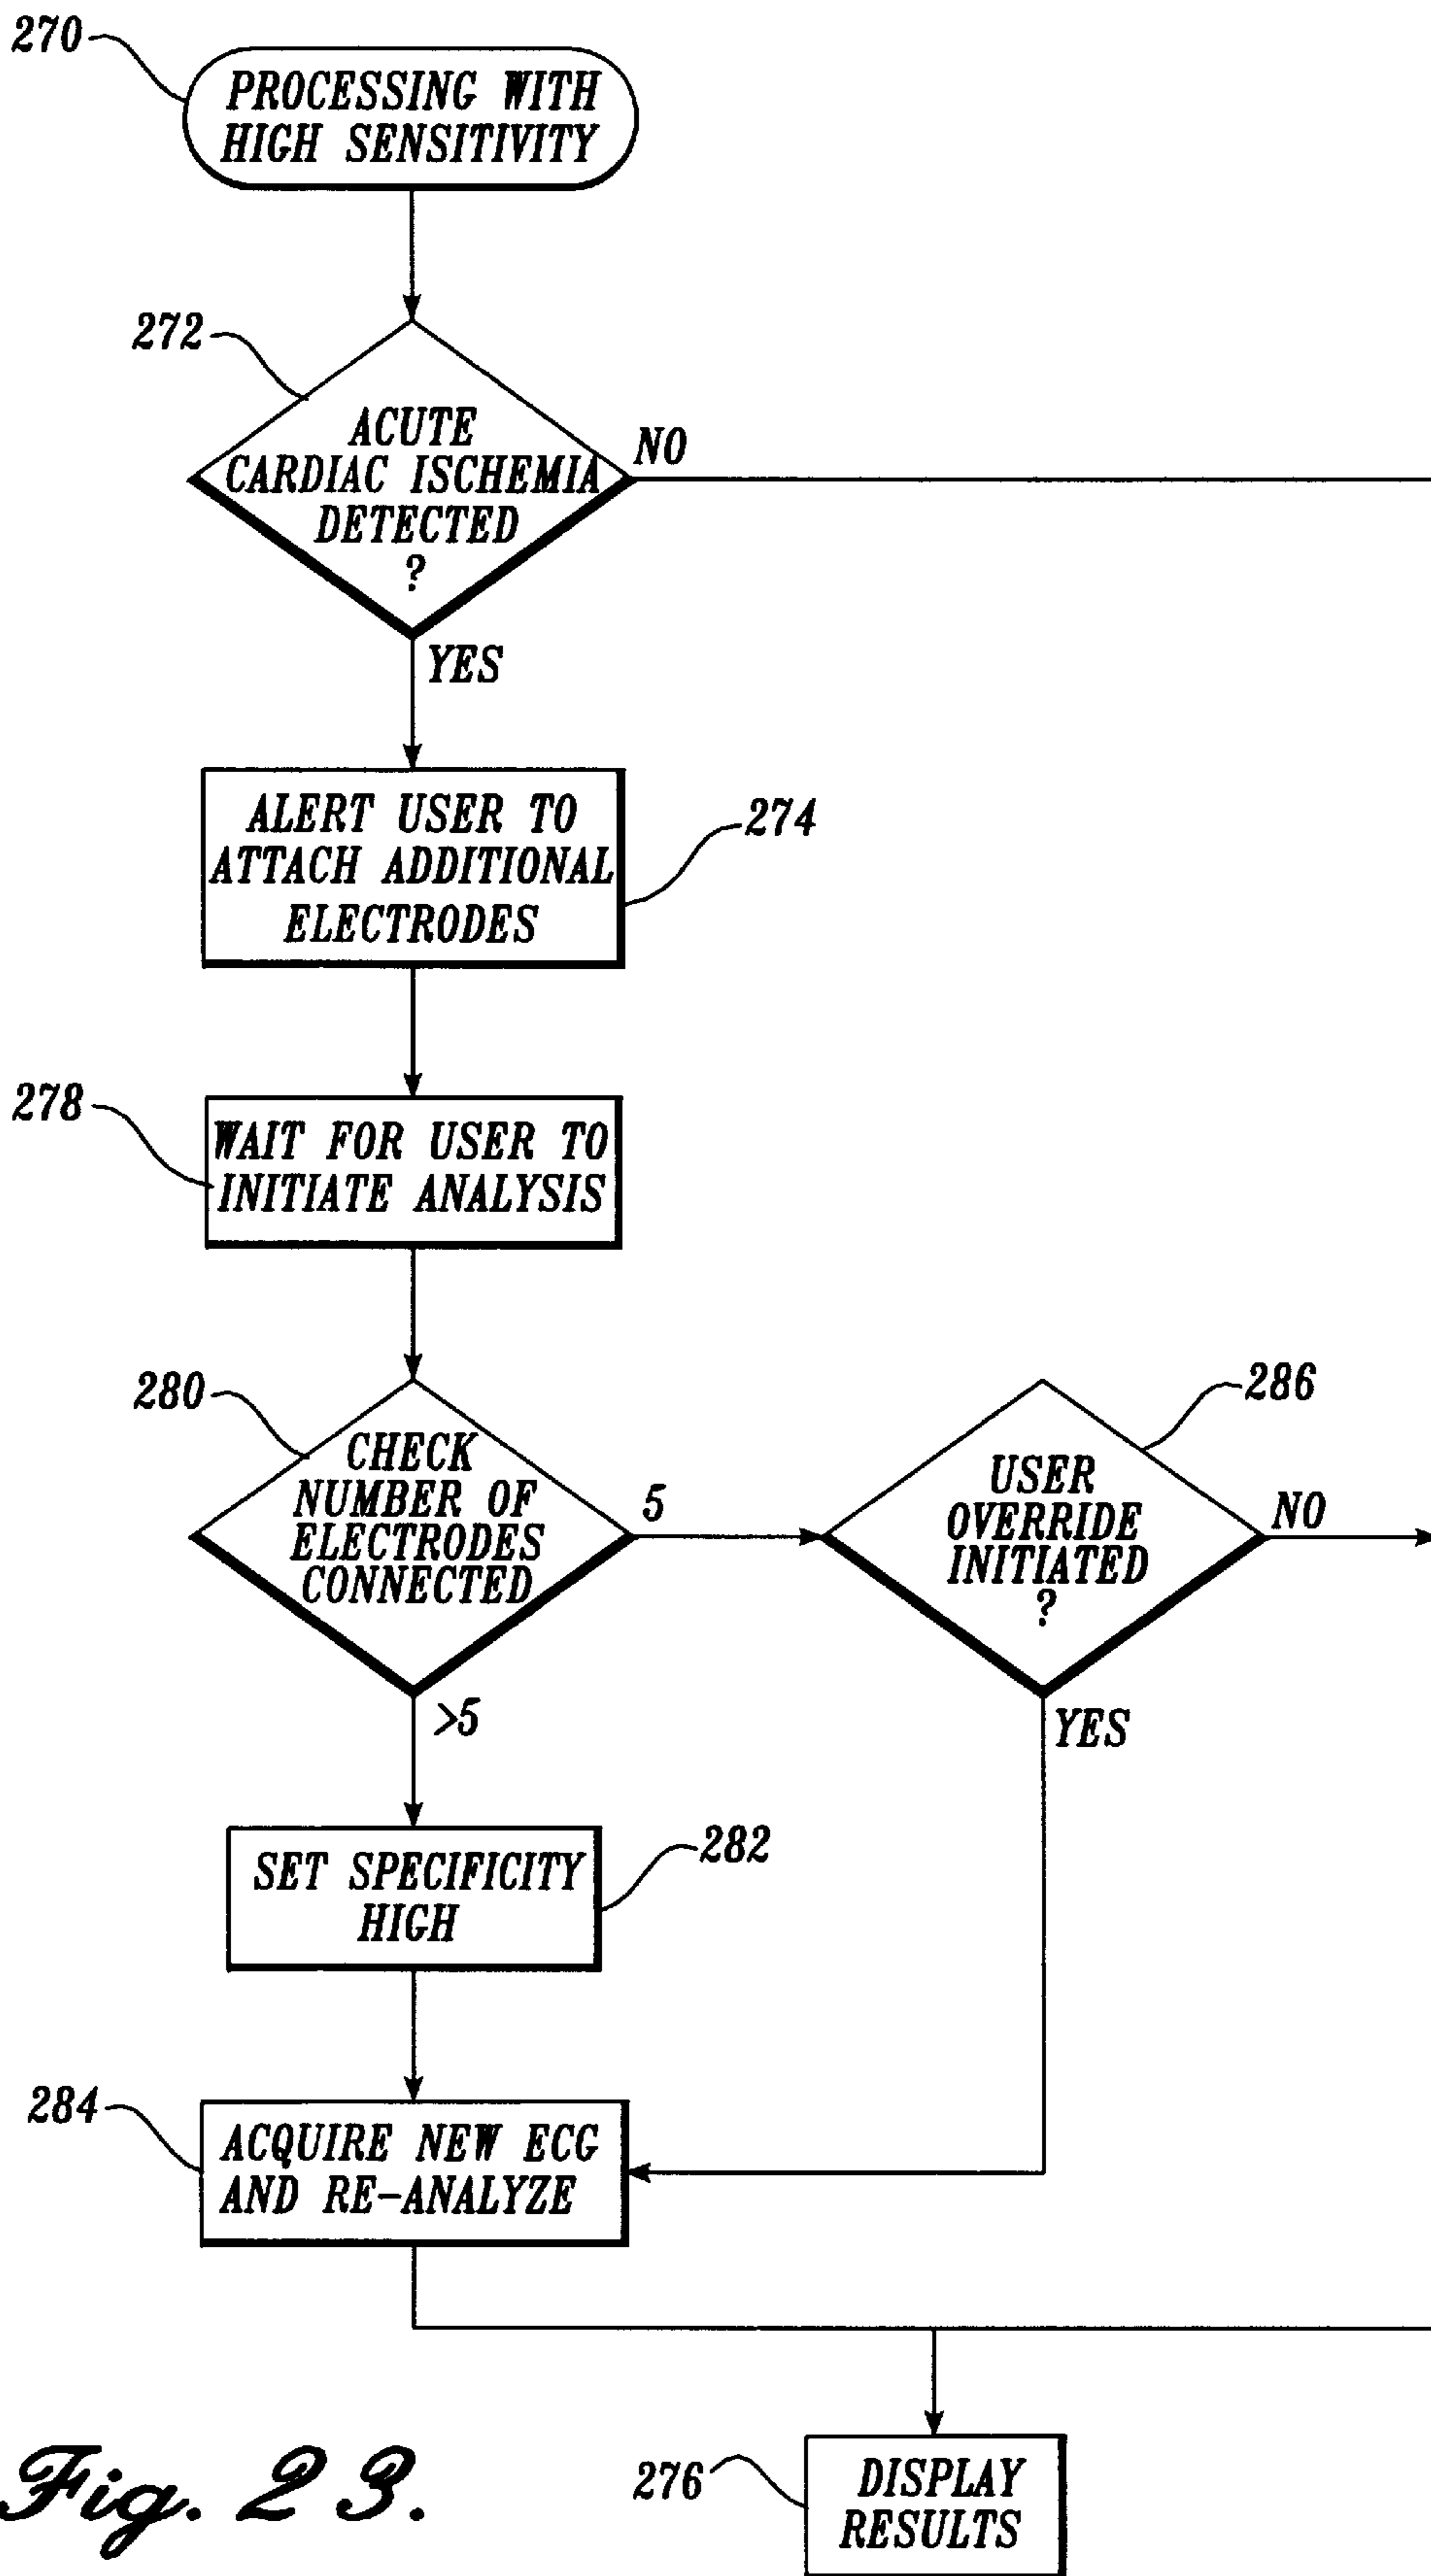 270
PROCESSING WITH
HIGH SENSITIVITY
272
ACUTE
CARDIAC ISCHEMIA
DETECTED
?
NO
YES
ALERT USER TO
ATTACH ADDITIONAL
ELECTRODES
274
278
WAIT FOR USER TO
INITIATE ANALYSIS
280
CHECK
NUMBER OF
ELECTRODES
CONNECTED
5
>5
286
USER
OVERRIDE
INITIATED
?
NO
YES
SET SPECIFICITY
HIGH
282
284
ACQUIRE NEW ECG
AND RE-ANALYZE
276
DISPLAY
RESULTS
Fig. 23.